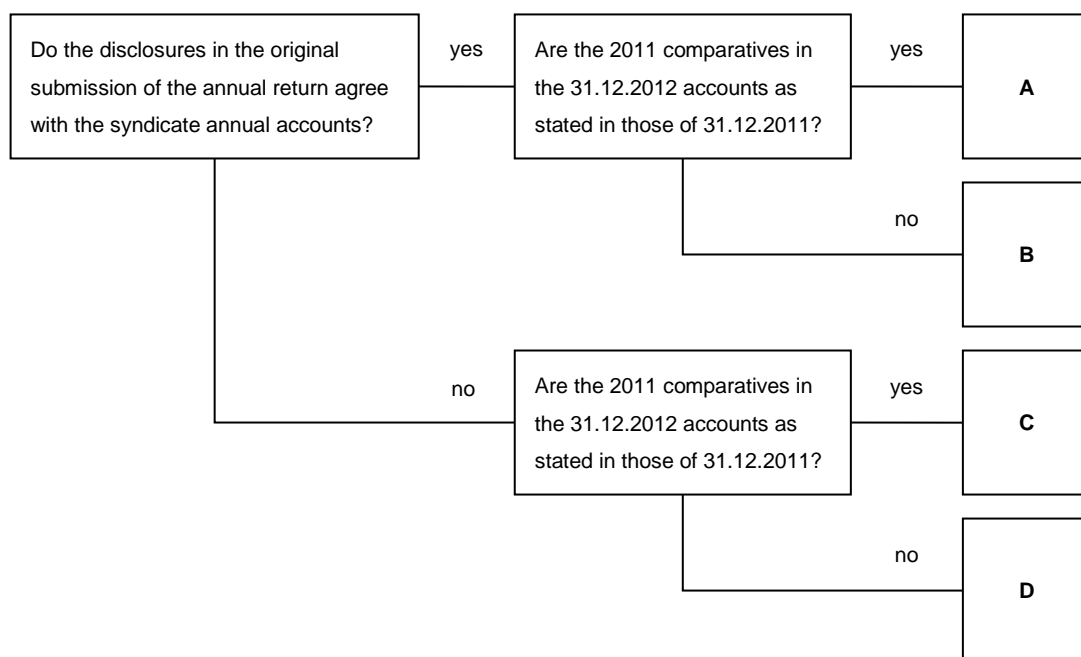 Do the disclosures in the original
submission of the annual return agree
with the syndicate annual accounts?
yes
Are the 2011 comparatives in
the 31.12.2012 accounts as
stated in those of 31.12.2011?
yes
A
no
B
no
Are the 2011 comparatives in
the 31.12.2012 accounts as
stated in those of 31.12.2011?
yes
C
no
D